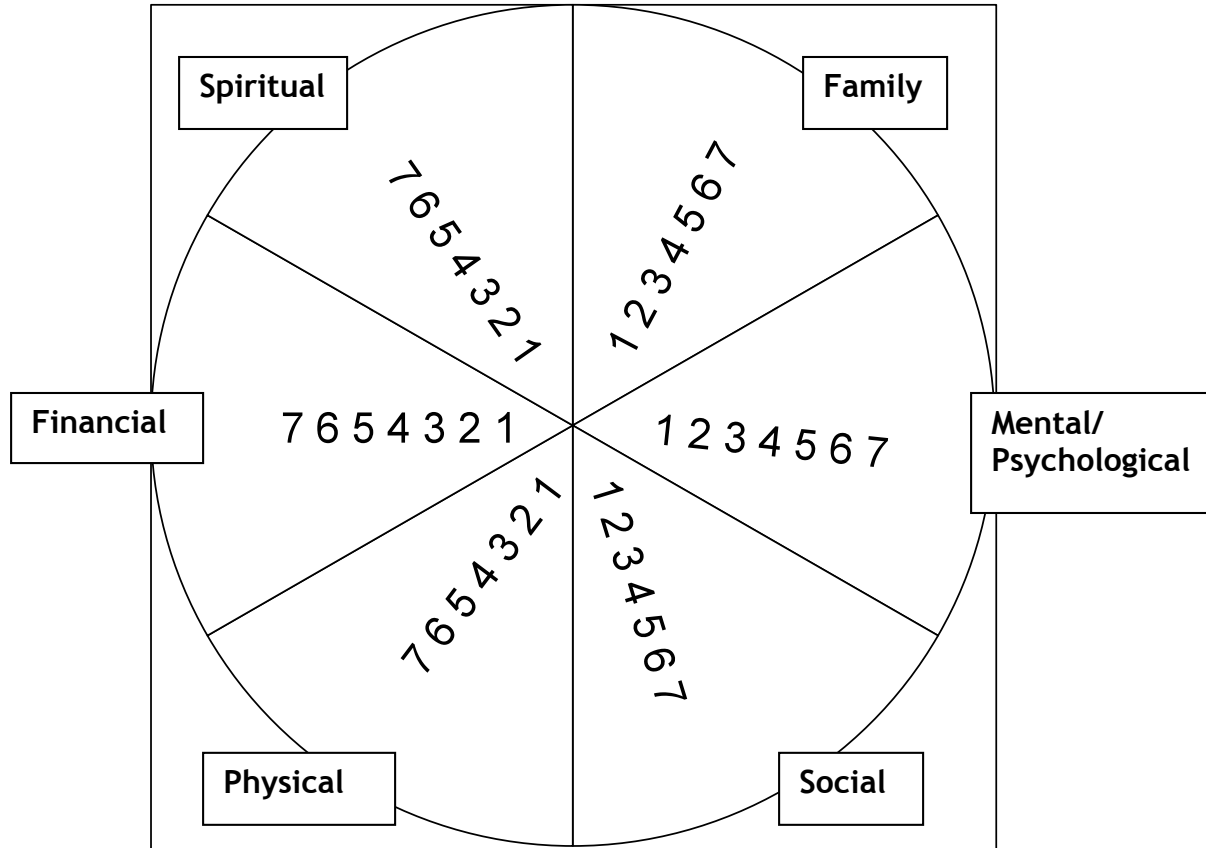 Spiritual
Family
7 6 5 4 3 2 1
1 2 3 4 5 6 7
Financial
7 6 5 4 3 2 1
1 2 3 4 5 6 7
Mental/
Psychological
7 6 5 4 3 2 1
1 2 3 4 5 6 7
Physical
Social